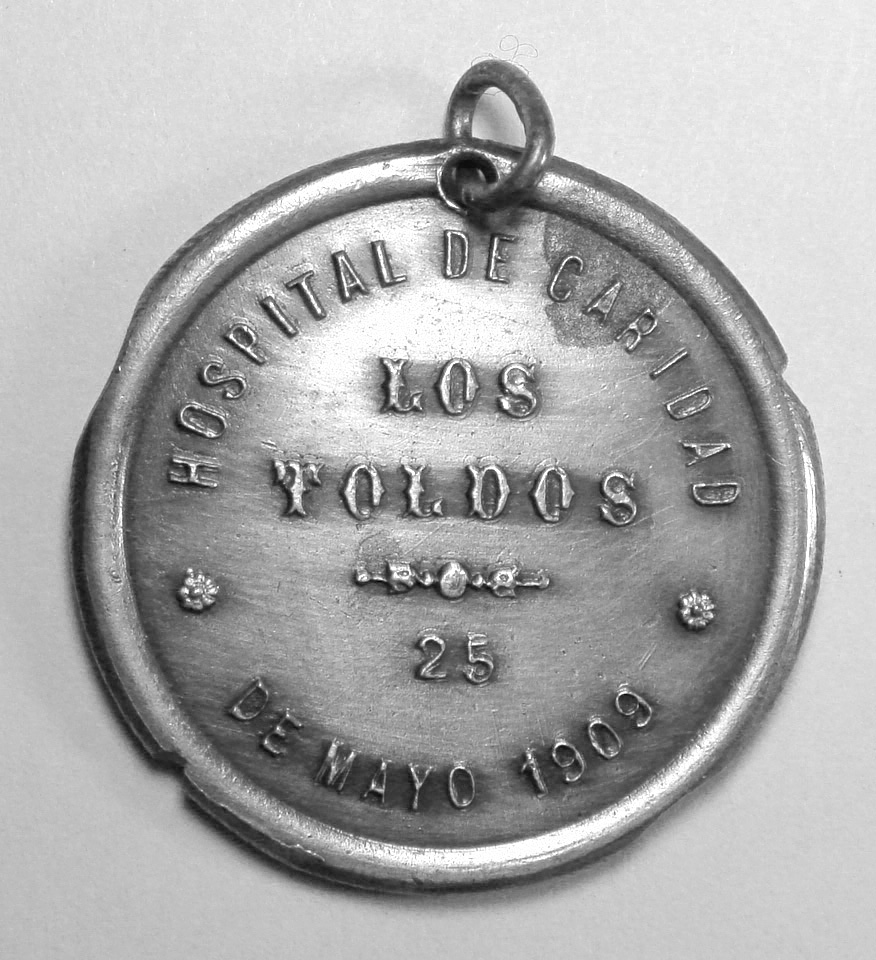 HOSPITAL DE CARIDAD
LOS
TOLDOS
25
DE MAYO 1909